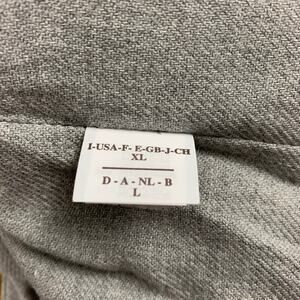 I-USA-F- E-GB-J-CH
XL
D - A - NL - B
L